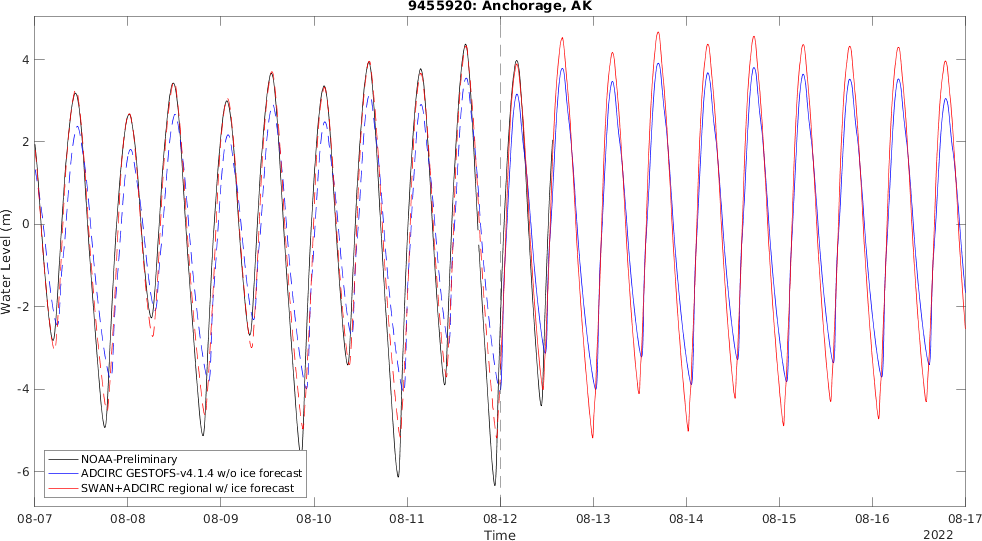 9455920: Anchorage, AK
Water Level (m)
4
2
0
-2
-4
-6
NOAA-Preliminary
ADCIRC GESTOFS-v4.1.4 w/o ice forecast
SWAN+ADCIRC regional w/ ice forecast
08-07 08-08 08-09 08-10 08-11 08-12 08-13 08-14 08-15 08-16 08-17
Time
2022